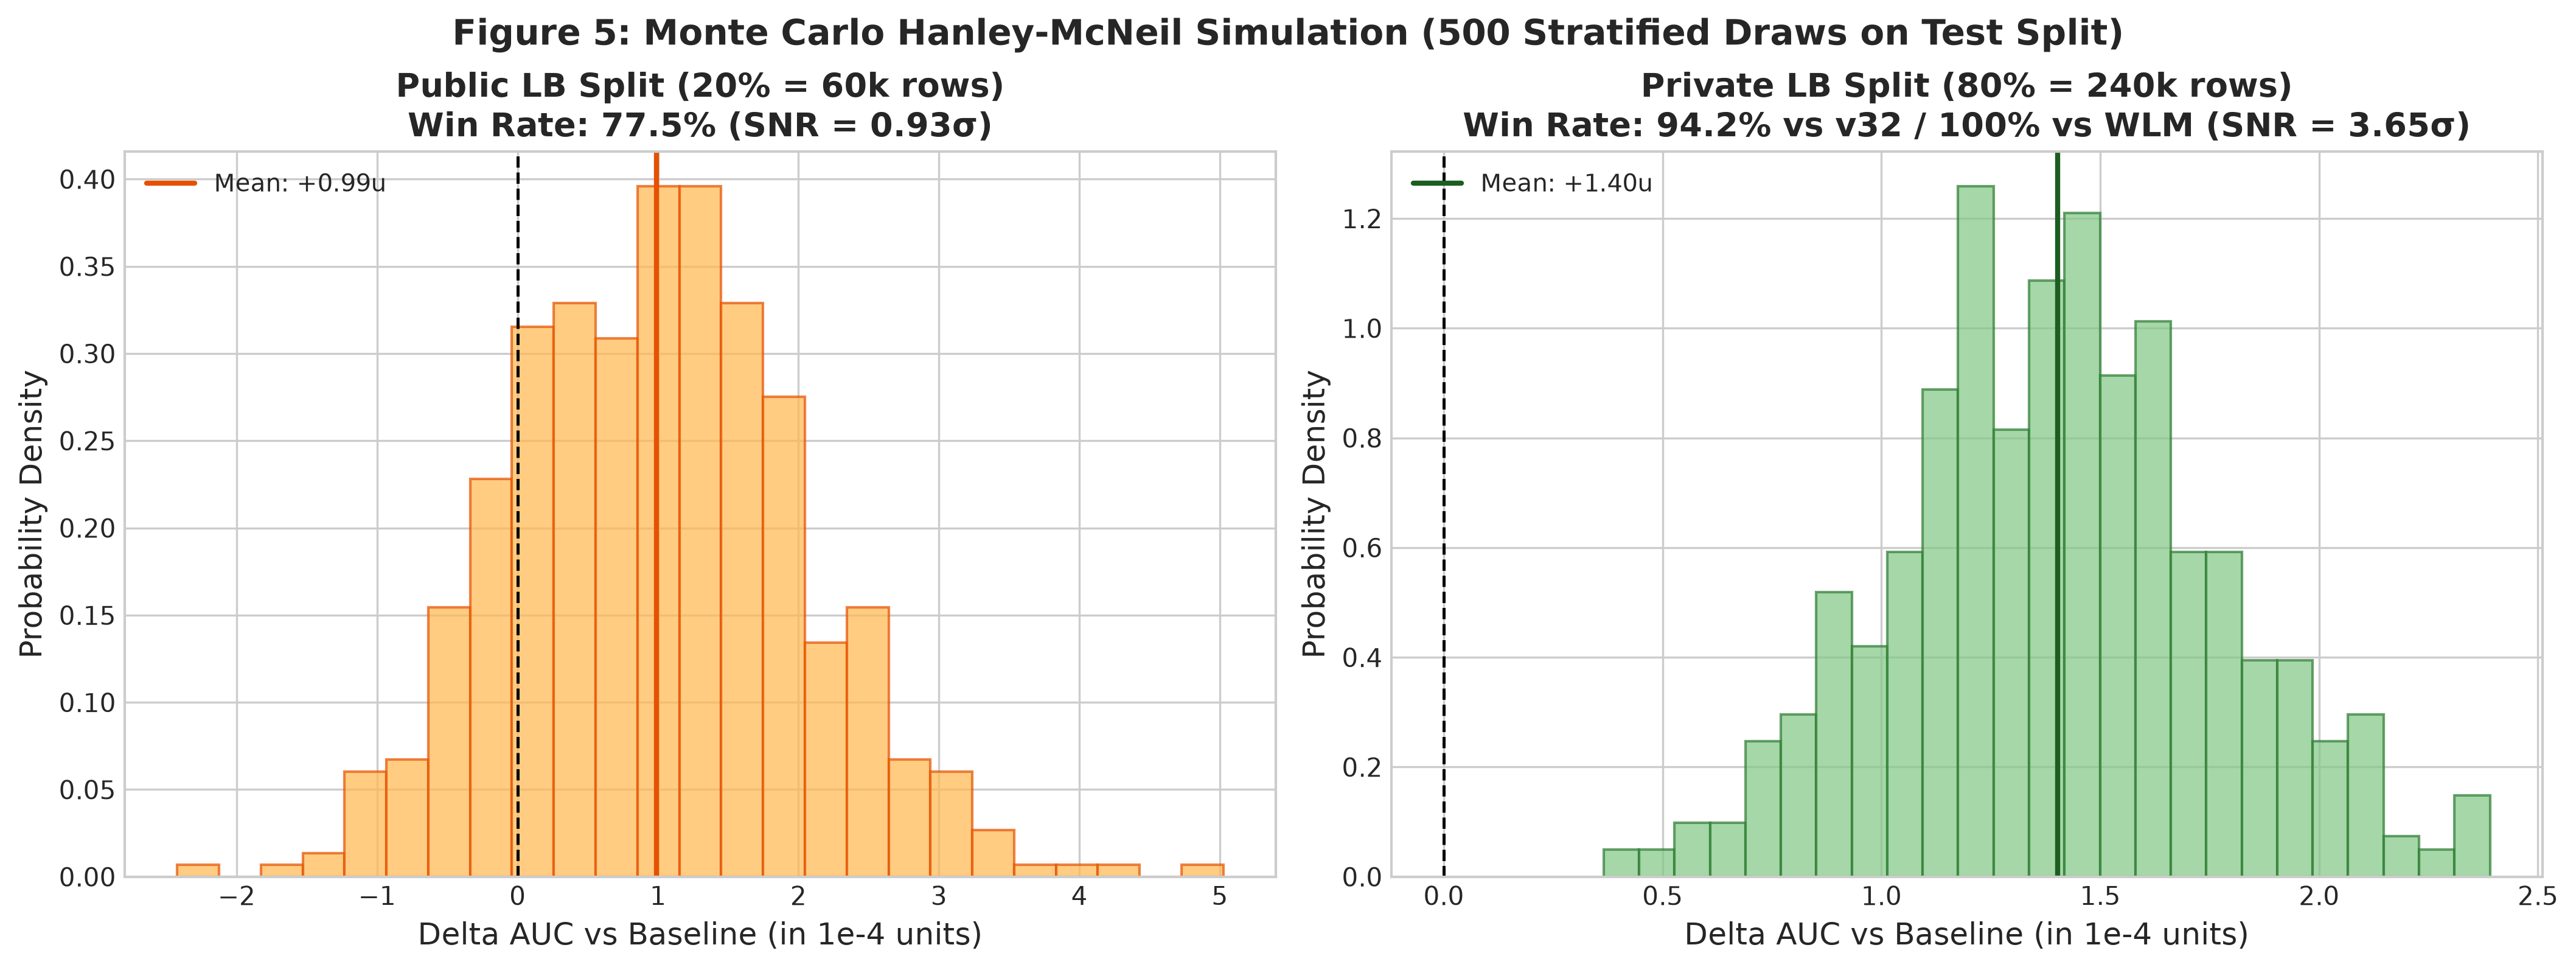 Figure 5: Monte Carlo Hanley-McNeil Simulation (500 Stratified Draws on Test Split)
Public LB Split (20% = 60k rows)
Win Rate: 77.5% (SNR = 0.93σ)
Mean: +0.99u
Probability Density
0.40
0.35
0.30
0.25
0.20
0.15
0.10
0.05
0.00
−2 −1 0 1 2 3 4 5
Delta AUC vs Baseline (in 1e-4 units)
Private LB Split (80% = 240k rows)
Win Rate: 94.2% vs v32 / 100% vs WLM (SNR = 3.65σ)
Mean: +1.40u
Probability Density
1.2
1.0
0.8
0.6
0.4
0.2
0.0
0.0 0.5 1.0 1.5 2.0 2.5
Delta AUC vs Baseline (in 1e-4 units)